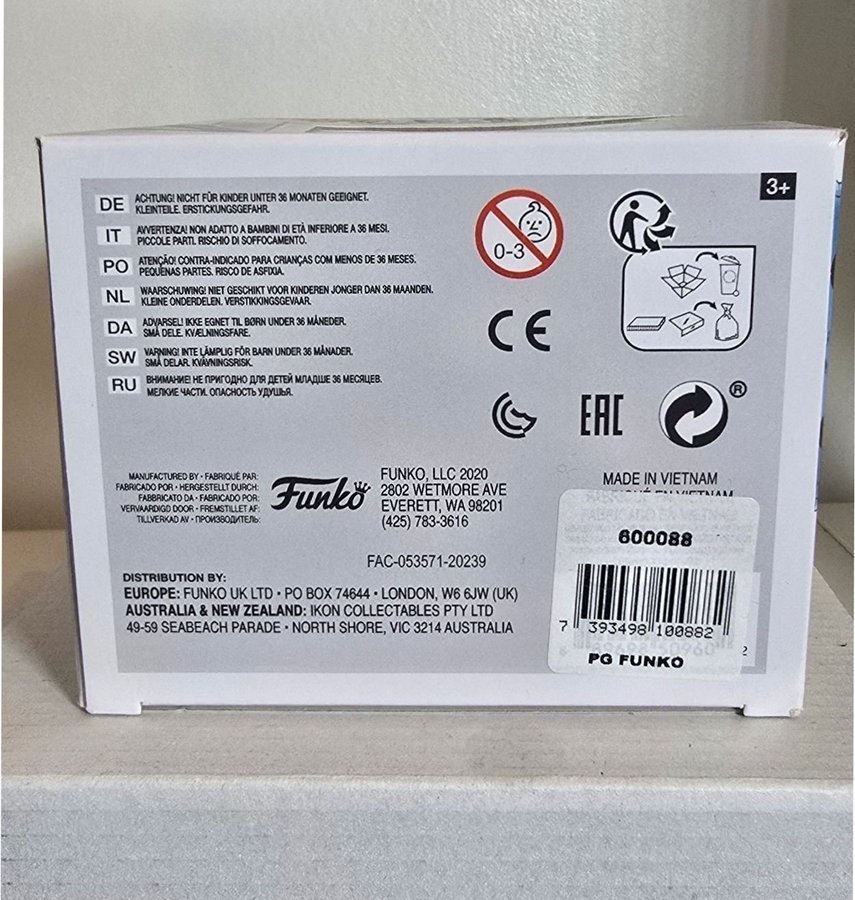 3+
DE ACHTUNG! NICHT FÜR KINDER UNTER 36 MONATEN GEEIGNET.
KLEINTEILE. ERSTICKUNGSGEFAHR.
IT AVVERTENZA! NON ADATTO A BAMBINI DI ETÀ INFERIORE A 36 MESI.
PICCOLE PARTI. RISCHIO DI SOFFOCAMENTO.
PO ATENÇÃO! CONTRA-INDICADO PARA CRIANÇAS COM MENOS DE 36 MESES.
PEQUENAS PARTES. RISCO DE ASFIXIA.
NL WAARSCHUWING! NIET GESCHIKT VOOR KINDEREN JONGER DAN 36 MAANDEN.
KLEINE ONDERDELEN. VERSTIKKINGSGEVAAR.
DA ADVARSEL! IKKE EGNET TIL BØRN UNDER 36 MÅNEDER.
SMÅ DELE. KVÆLNINGSFARE.
SW VARNING! INTE LÄMPLIG FÖR BARN UNDER 36 MÅNADER.
SMÅ DELAR. KVÄVNINGSRISK.
RU ВНИМАНИЕ! НЕ ПРИГОДНО ДЛЯ ДЕТЕЙ МЛАДШЕ 36 МЕСЯЦЕВ.
МЕЛКИЕ ЧАСТИ. ОПАСНОСТЬ УДУШЬЯ.
0-3
CE
EAC
®
MANUFACTURED BY • FABRIQUÉ PAR:
FABRICADO POR • HERGESTELLT DURCH:
FABBRICATO DA • FABRICADO POR:
VERVAARDIGD DOOR • FREMSTILLET AF:
TILLVERKAD AV • ПРОИЗВОДИТЕЛЬ:
Funko
FUNKO, LLC 2020
2802 WETMORE AVE
EVERETT, WA 98201
(425) 783-3616
FAC-053571-20239
DISTRIBUTION BY:
EUROPE: FUNKO UK LTD • PO BOX 74644 • LONDON, W6 6JW (UK)
AUSTRALIA & NEW ZEALAND: IKON COLLECTABLES PTY LTD
49-59 SEABEACH PARADE • NORTH SHORE, VIC 3214 AUSTRALIA
MADE IN VIETNAM
600088
7 393498 100882
PG FUNKO
2